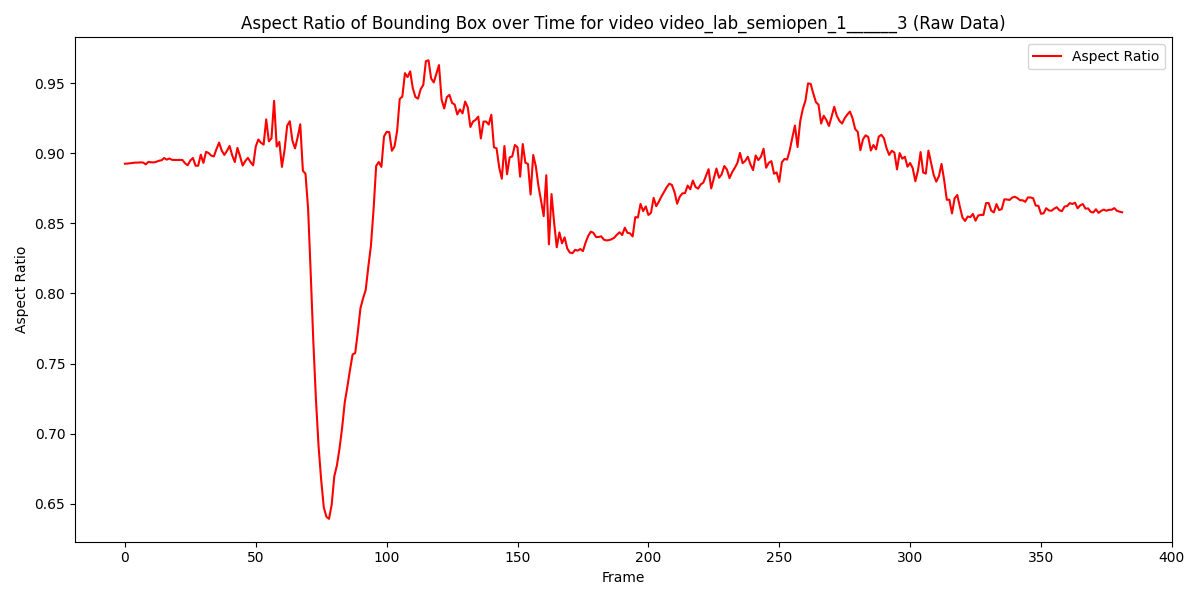 Aspect Ratio of Bounding Box over Time for video video_lab_semiopen_1______3 (Raw Data)
Aspect Ratio
0.95
0.90
0.85
0.80
0.75
0.70
0.65
Aspect Ratio
0 50 100 150 200 250 300 350 400
Frame